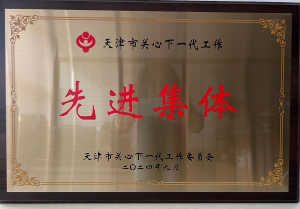 天津市关心下一代工作
先进集体
天津市关心下一代工作委员会
二〇二四年九月